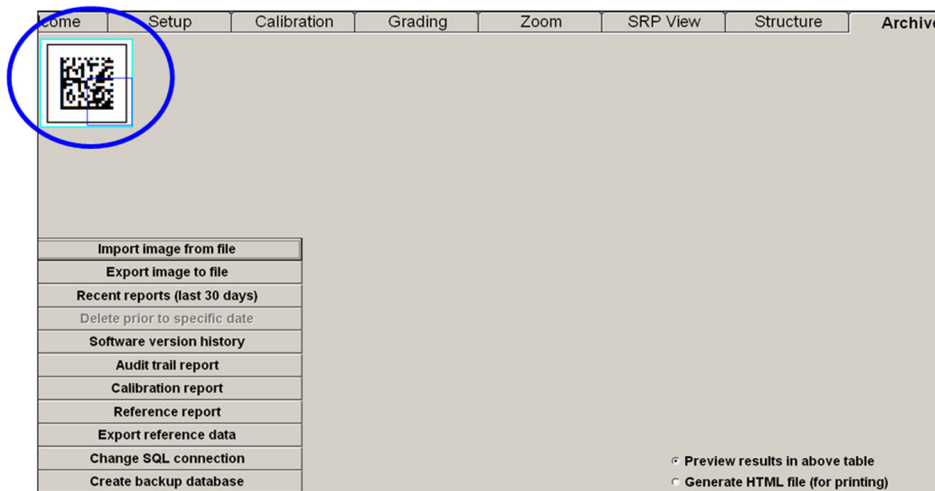 come Setup Calibration Grading Zoom SRP View Structure Archive
Import image from file
Export image to file
Recent reports (last 30 days)
Delete prior to specific date
Software version history
Audit trail report
Calibration report
Reference report
Export reference data
Change SQL connection
Create backup database
Preview results in above table
Generate HTML file (for printing)